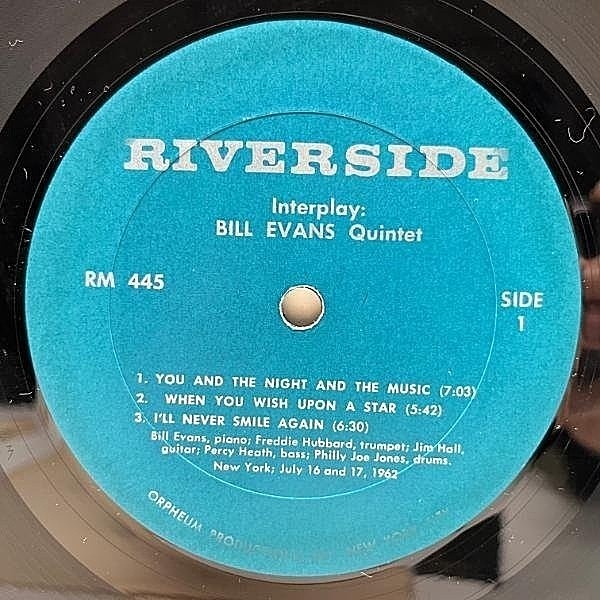 RIVERSIDE
Interplay:
BILL EVANS Quintet
RM 445
SIDE
1
1. YOU AND THE NIGHT AND THE MUSIC (7:03)
2. WHEN YOU WISH UPON A STAR (5:42)
3. I'LL NEVER SMILE AGAIN (6:30)
Bill Evans, piano; Freddie Hubbard, trumpet; Jim Hall,
guitar; Percy Heath, bass; Philly Joe Jones, drums.
New York; July 16 and 17, 1962
ORPHEUM PRODUCTIONS, INC., NEW YORK CITY